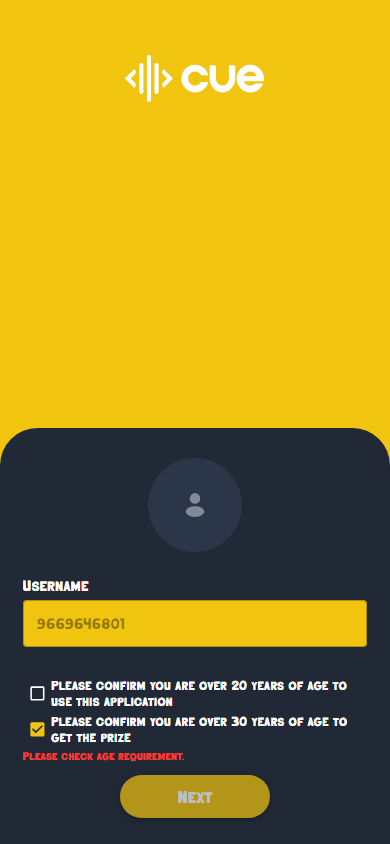 cue
Username
9669646801
Please confirm you are over 20 years of age to
use this application
Please confirm you are over 30 years of age to
get the prize
Please check age requirement.
Next